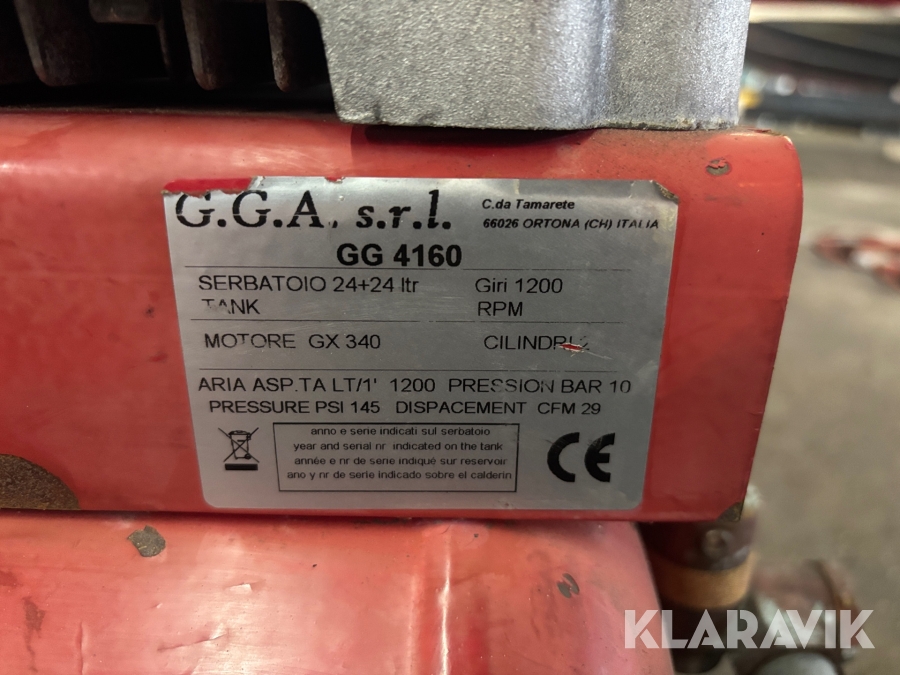 G.G.A. s.r.l.
C.da Tamarete
66026 ORTONA (CH) ITALIA
GG 4160
SERBATOIO 24+24 ltr Giri 1200
TANK RPM
MOTORE GX 340 CILINDRI 2
ARIA ASP.TA LT/1' 1200 PRESSION BAR 10
PRESSURE PSI 145 DISPACEMENT CFM 29
anno e serie indicati sul serbatoio
year and serial nr indicated on the tank
année e nr de serie indiqué sur reservoir
ano y nr de serie indicado sobre el calderin
CE
KLARAVIK